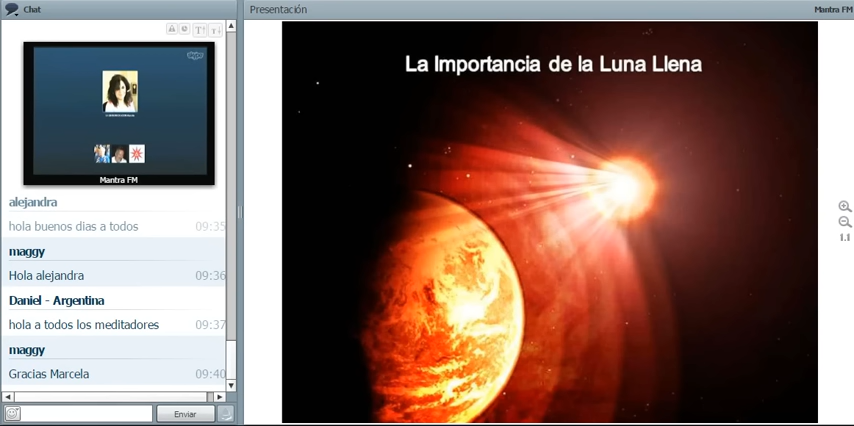 Chat
Presentación
Mantra FM
La Importancia de la Luna Llena
skype
Mantra FM
alejandra
hola buenos dias a todos 09:35
maggy
Hola alejandra 09:36
Daniel - Argentina
hola a todos los meditadores 09:37
maggy
Gracias Marcela 09:40
Enviar
1:1